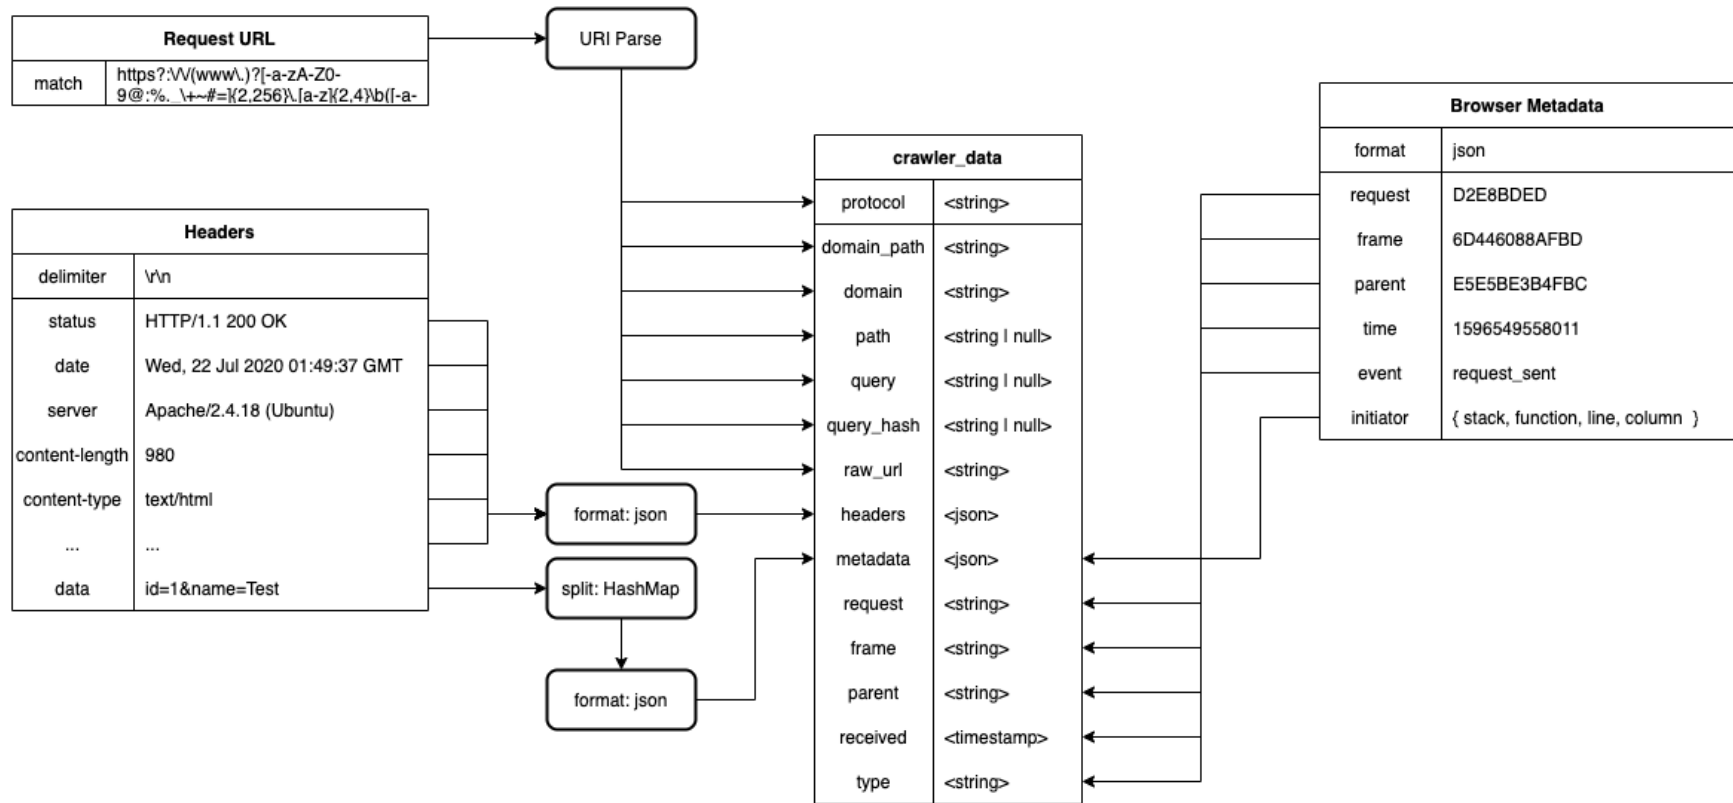 Request URL
match
https?:\/\/(www\.)?[-a-zA-Z0-
9@:%._\+~#=]{2,256}\.[a-z]{2,4}\b([-a-
URI Parse
Headers
delimiter \r\n
status HTTP/1.1 200 OK
date Wed, 22 Jul 2020 01:49:37 GMT
server Apache/2.4.18 (Ubuntu)
content-length 980
content-type text/html
... ...
data id=1&name=Test
format: json
split: HashMap
format: json
crawler_data
protocol <string>
domain_path <string>
domain <string>
path <string | null>
query <string | null>
query_hash <string | null>
raw_url <string>
headers <json>
metadata <json>
request <string>
frame <string>
parent <string>
received <timestamp>
type <string>
Browser Metadata
format json
request D2E8BDED
frame 6D446088AFBD
parent E5E5BE3B4FBC
time 1596549558011
event request_sent
initiator { stack, function, line, column }